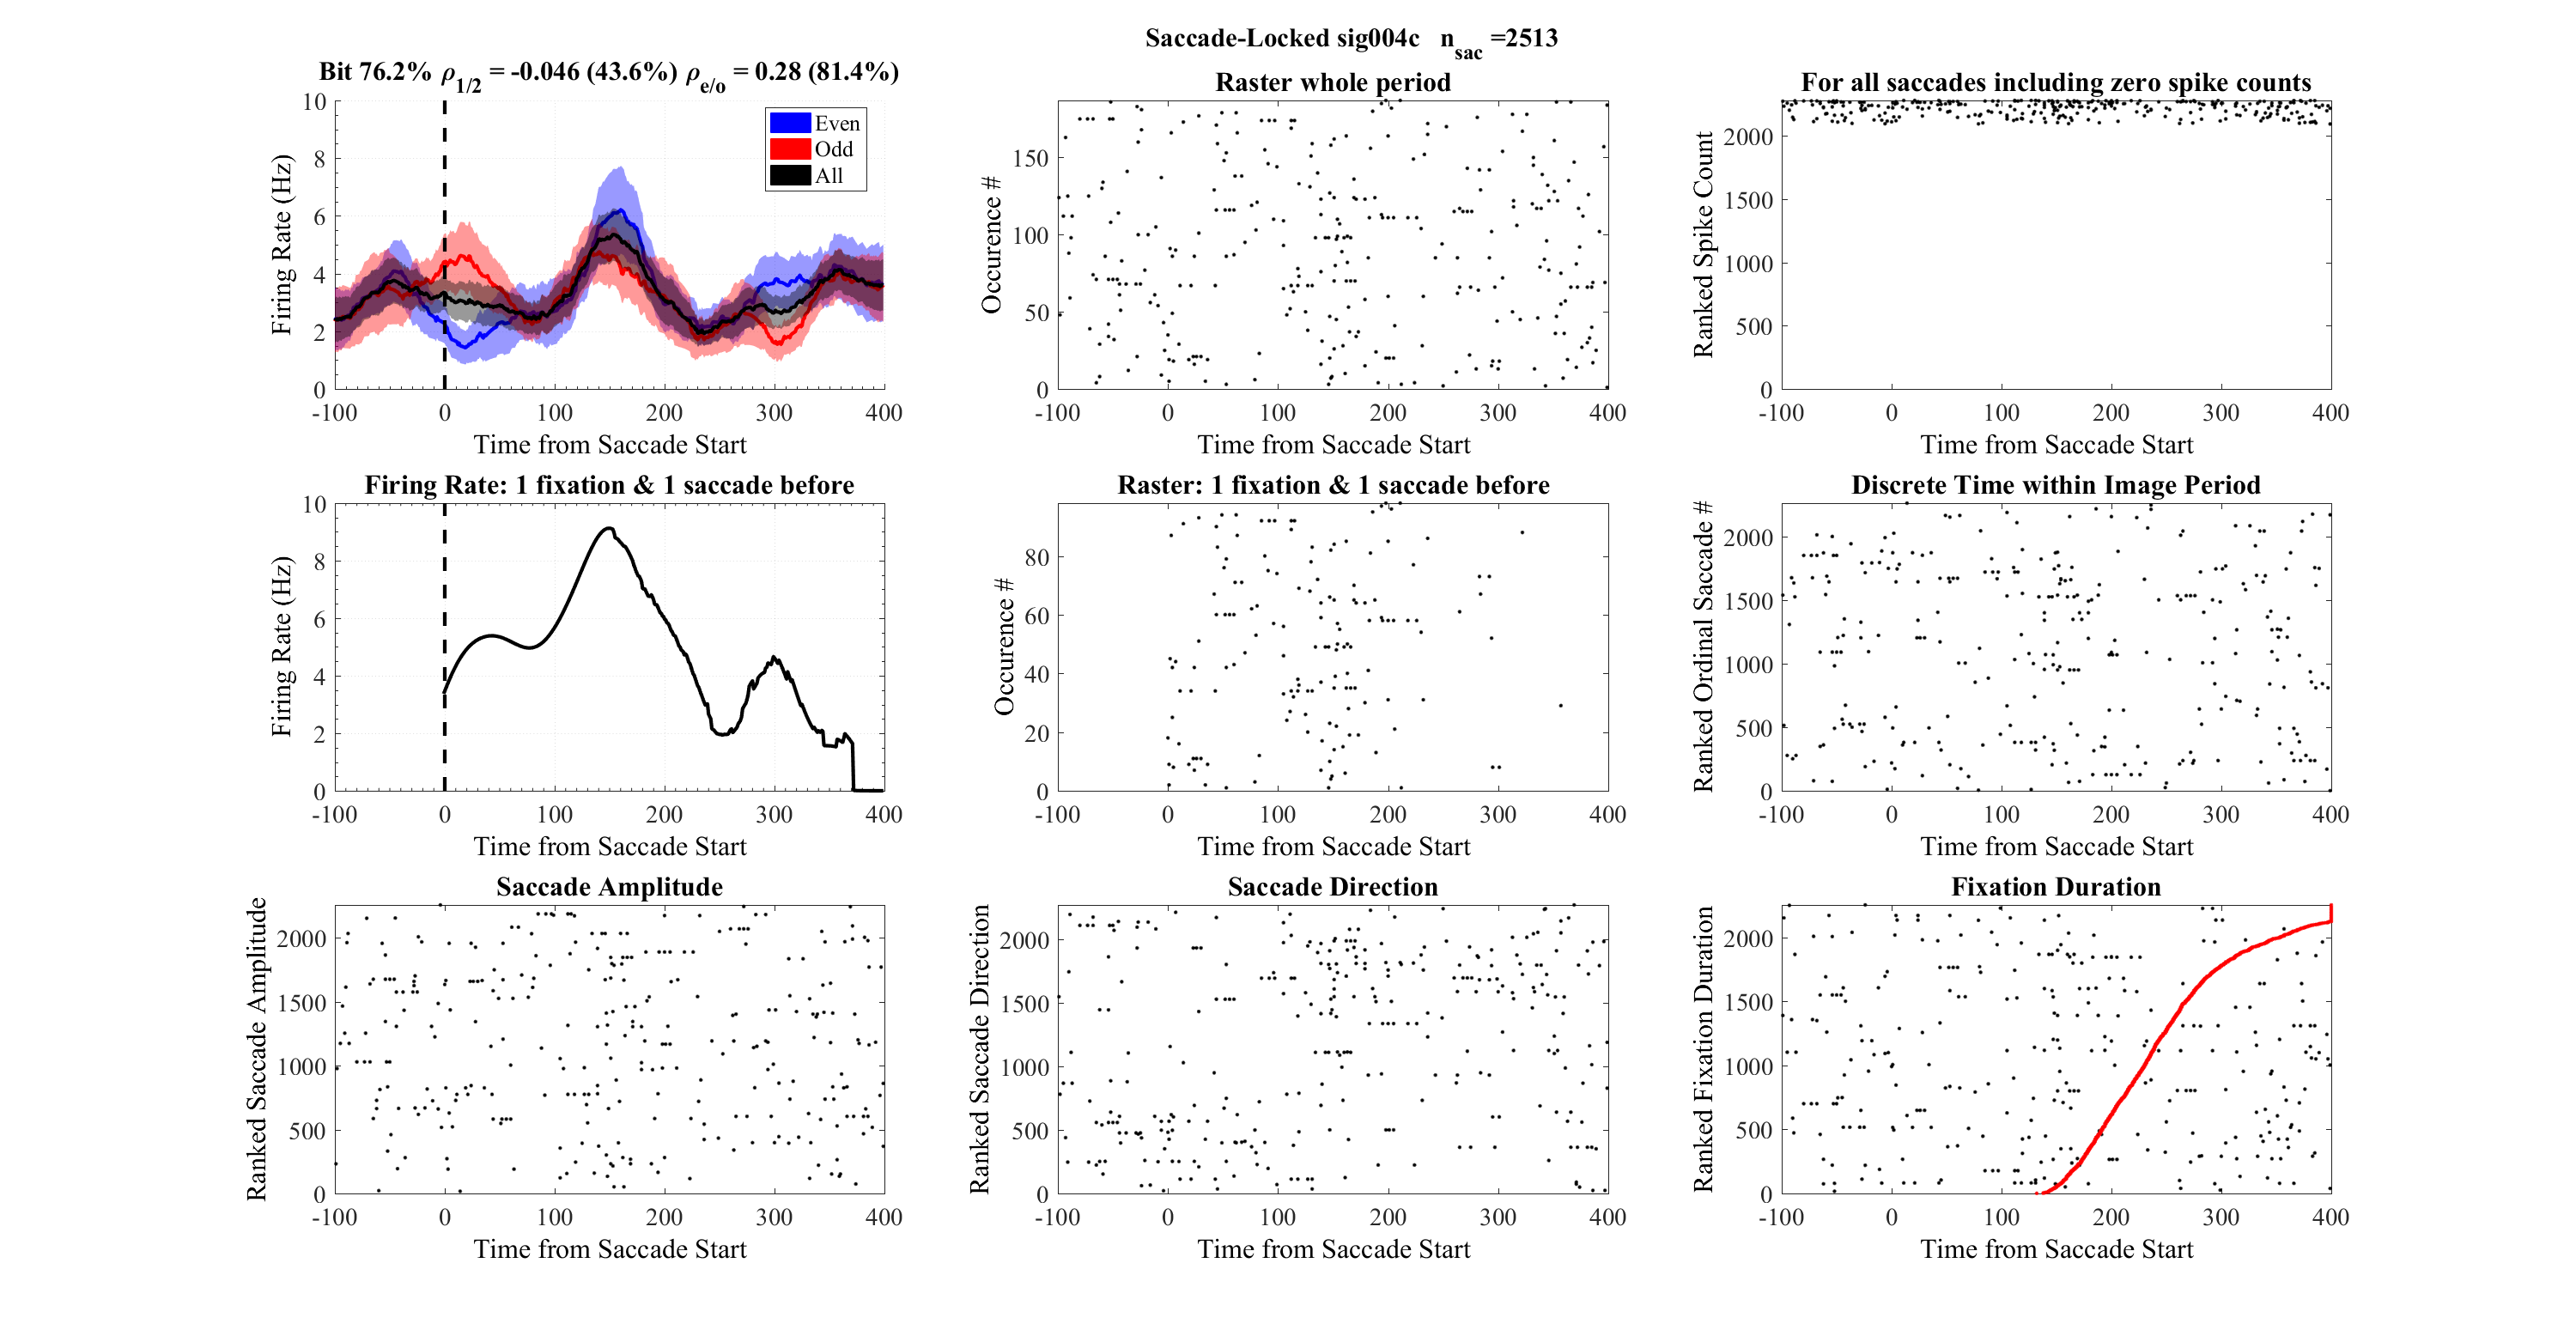 Saccade-Locked sig004c n_sac =2513
Bit 76.2% ρ_1/2 = -0.046 (43.6%) ρ_e/o = 0.28 (81.4%)
Firing Rate (Hz)
10
8
6
4
2
0
Even
Odd
All
-100 0 100 200 300 400
Time from Saccade Start
Raster whole period
Occurence #
150
100
50
0
-100 0 100 200 300 400
Time from Saccade Start
For all saccades including zero spike counts
Ranked Spike Count
2000
1500
1000
500
0
-100 0 100 200 300 400
Time from Saccade Start
Firing Rate: 1 fixation & 1 saccade before
Firing Rate (Hz)
10
8
6
4
2
0
-100 0 100 200 300 400
Time from Saccade Start
Raster: 1 fixation & 1 saccade before
Occurence #
80
60
40
20
0
-100 0 100 200 300 400
Time from Saccade Start
Discrete Time within Image Period
Ranked Ordinal Saccade #
2000
1500
1000
500
0
-100 0 100 200 300 400
Time from Saccade Start
Saccade Amplitude
Ranked Saccade Amplitude
2000
1500
1000
500
0
-100 0 100 200 300 400
Time from Saccade Start
Saccade Direction
Ranked Saccade Direction
2000
1500
1000
500
0
-100 0 100 200 300 400
Time from Saccade Start
Fixation Duration
Ranked Fixation Duration
2000
1500
1000
500
0
-100 0 100 200 300 400
Time from Saccade Start